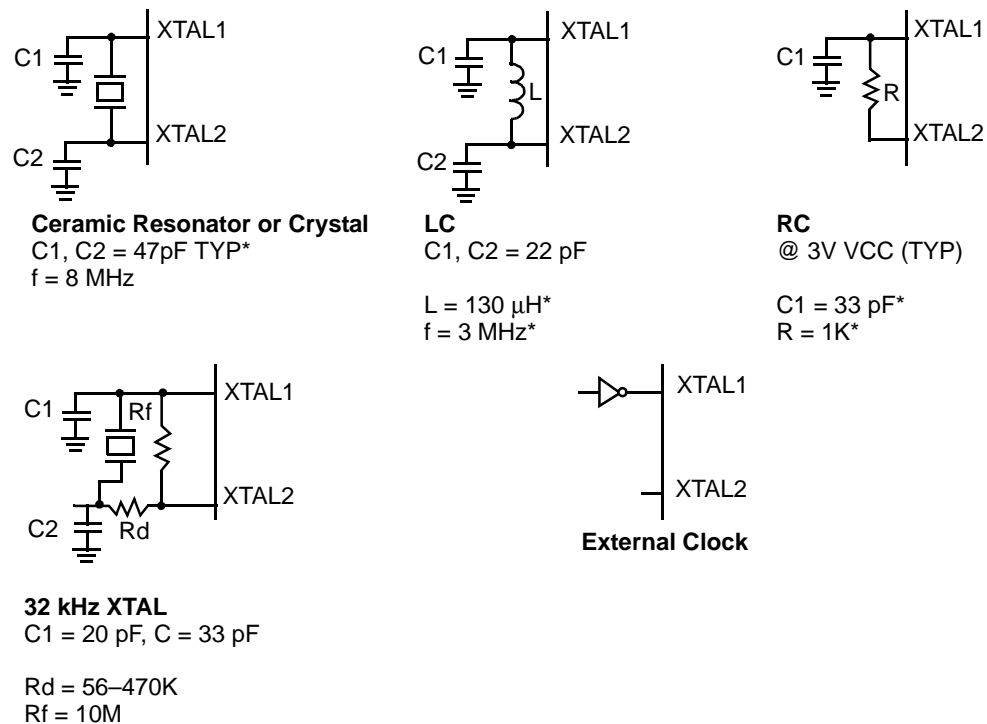 XTAL1
C1
XTAL2
C2
Ceramic Resonator or Crystal
C1, C2 = 47pF TYP*
f = 8 MHz
XTAL1
C1
L
XTAL2
C2
LC
C1, C2 = 22 pF
L = 130 μH*
f = 3 MHz*
XTAL1
C1
R
XTAL2
RC
@ 3V VCC (TYP)
C1 = 33 pF*
R = 1K*
XTAL1
C1
Rf
XTAL2
C2
Rd
32 kHz XTAL
C1 = 20 pF, C = 33 pF
Rd = 56–470K
Rf = 10M
XTAL1
XTAL2
External Clock